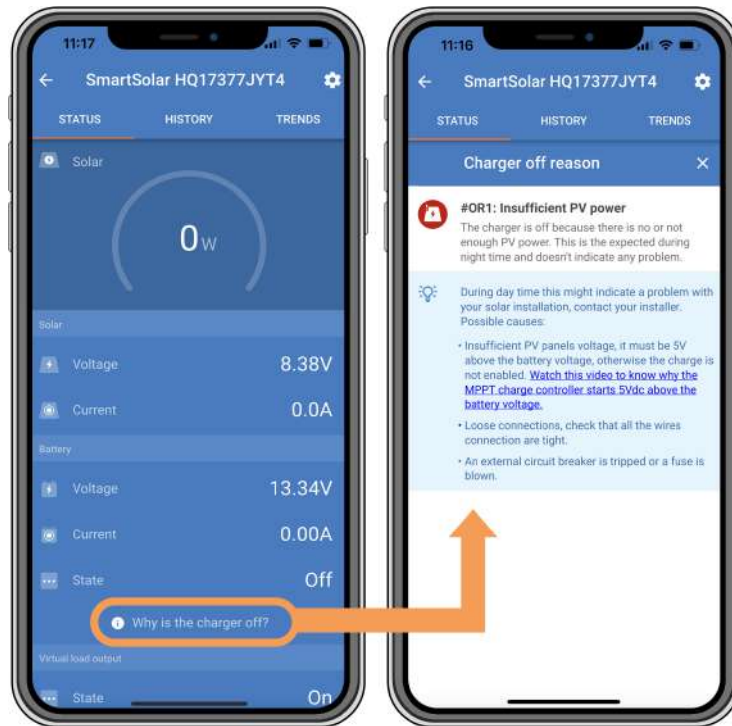 11:17
SmartSolar HQ17377JYT4
STATUS HISTORY TRENDS
Solar
0W
Solar
Voltage 8.38V
Current 0.0A
Battery
Voltage 13.34V
Current 0.00A
State Off
Why is the charger off?
Virtual load output
State On
11:16
SmartSolar HQ17377JYT4
STATUS HISTORY TRENDS
Charger off reason
#OR1: Insufficient PV power
The charger is off because there is no or not
enough PV power. This is the expected during
night time and doesn't indicate any problem.
During day time this might indicate a problem with
your solar installation, contact your installer.
Possible causes:
• Insufficient PV panels voltage, it must be 5V
above the battery voltage, otherwise the charge is
not enabled. Watch this video to know why the
MPPT charge controller starts 5Vdc above the
battery voltage.
• Loose connections, check that all the wires
connection are tight.
• An external circuit breaker is tripped or a fuse is
blown.